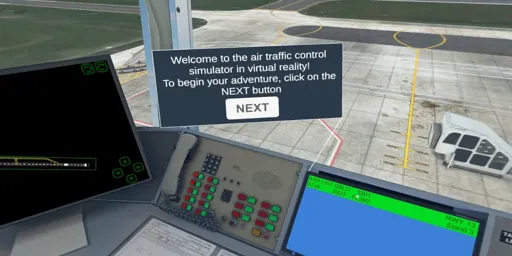 Welcome to the air traffic control
simulator in virtual reality!
To begin your adventure, click on the
NEXT button
NEXT
RWY